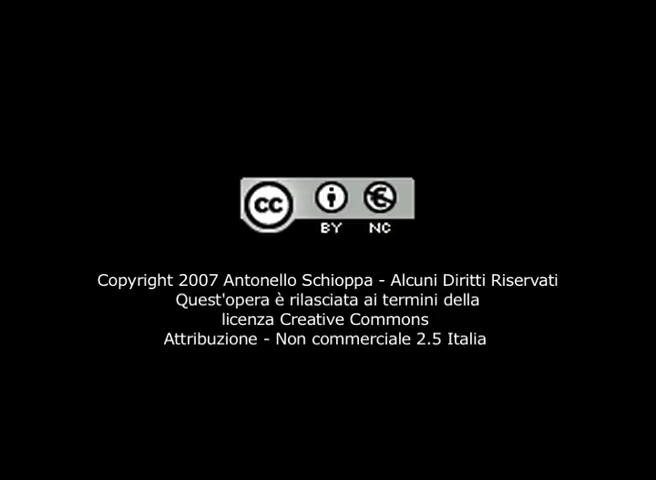 cc
BY NC
Copyright 2007 Antonello Schioppa - Alcuni Diritti Riservati
Quest'opera è rilasciata ai termini della
licenza Creative Commons
Attribuzione - Non commerciale 2.5 Italia